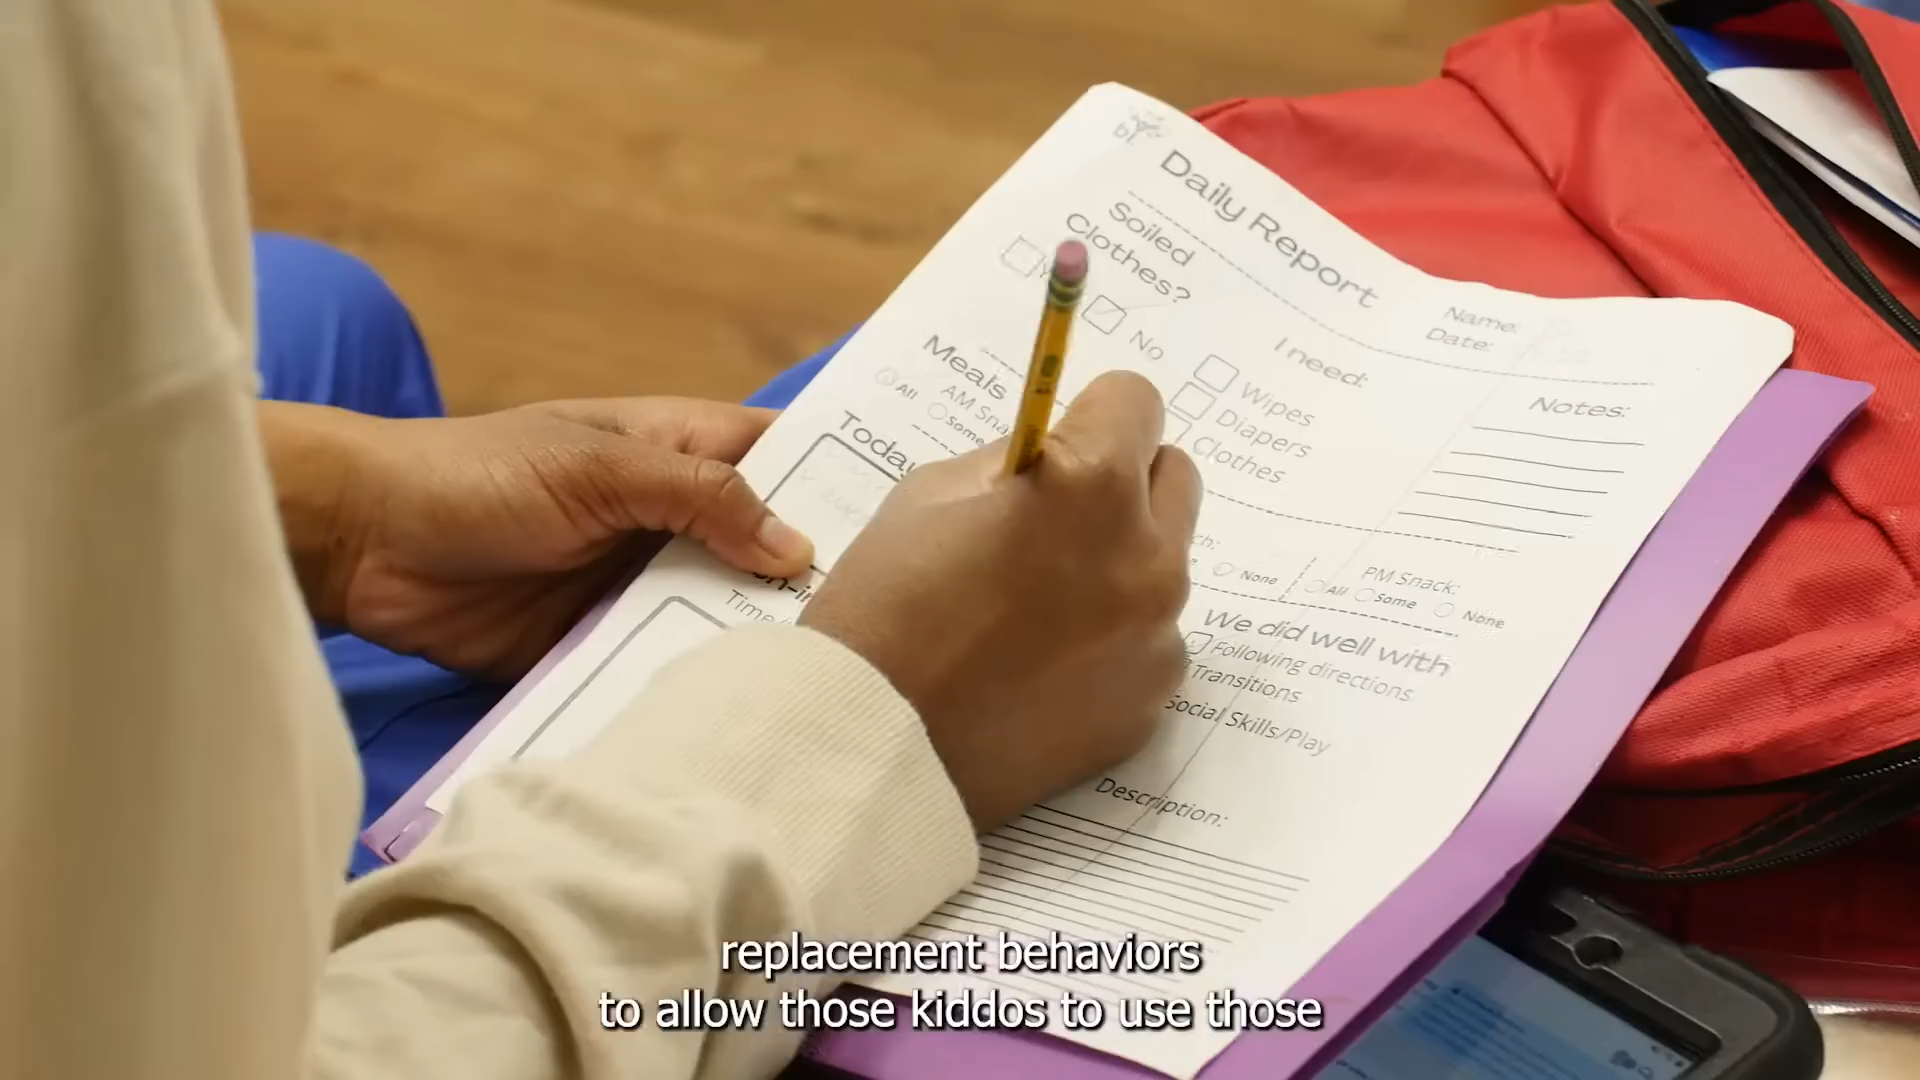 Daily Report
Name:
Date:
Soiled
Clothes?
No
I need:
Wipes
Diapers
Clothes
Notes:
Meals
AM Sna
All
Some
None
PM Snack:
All
Some
None
Today
Time
We did well with
Following directions
Transitions
Social Skills/Play
Description:
replacement behaviors
to allow those kiddos to use those